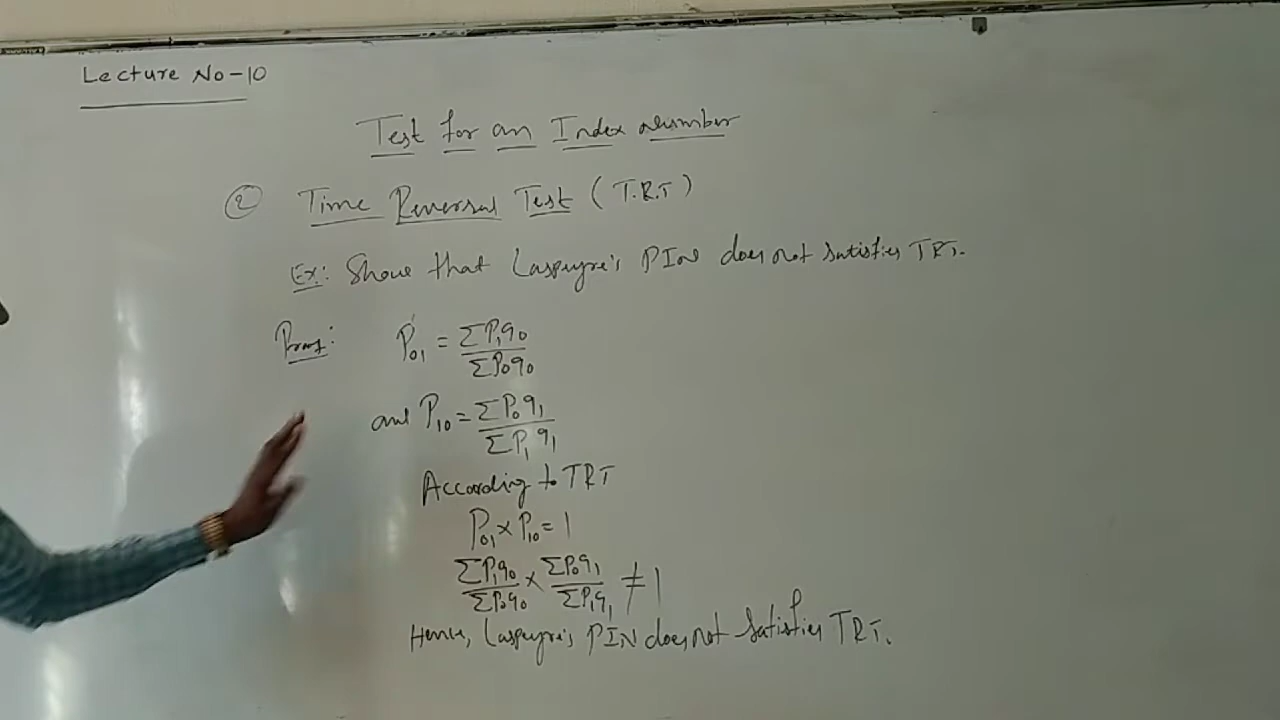 Lecture No-10
Test for an Index Number
② Time Reversal Test (T.R.T)
Ex: Show that Laspeyre's PIN does not satisfies TRT.
Proof: P₀₁ = ΣP₁q₀ / ΣP₀q₀
and P₁₀ = ΣP₀q₁ / ΣP₁q₁
According to TRT
P₀₁ × P₁₀ = 1
ΣP₁q₀ / ΣP₀q₀ × ΣP₀q₁ / ΣP₁q₁ ≠ 1
Hence, Laspeyre's PIN does not satisfies TRT.